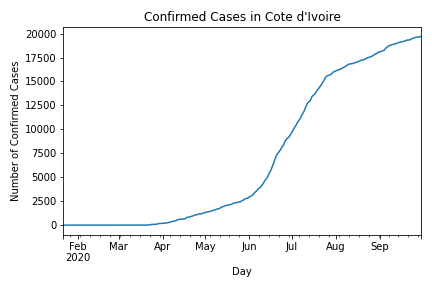 Confirmed Cases in Cote d'Ivoire
Number of Confirmed Cases
20000
17500
15000
12500
10000
7500
5000
2500
0
Feb Mar Apr May Jun Jul Aug Sep
2020
Day